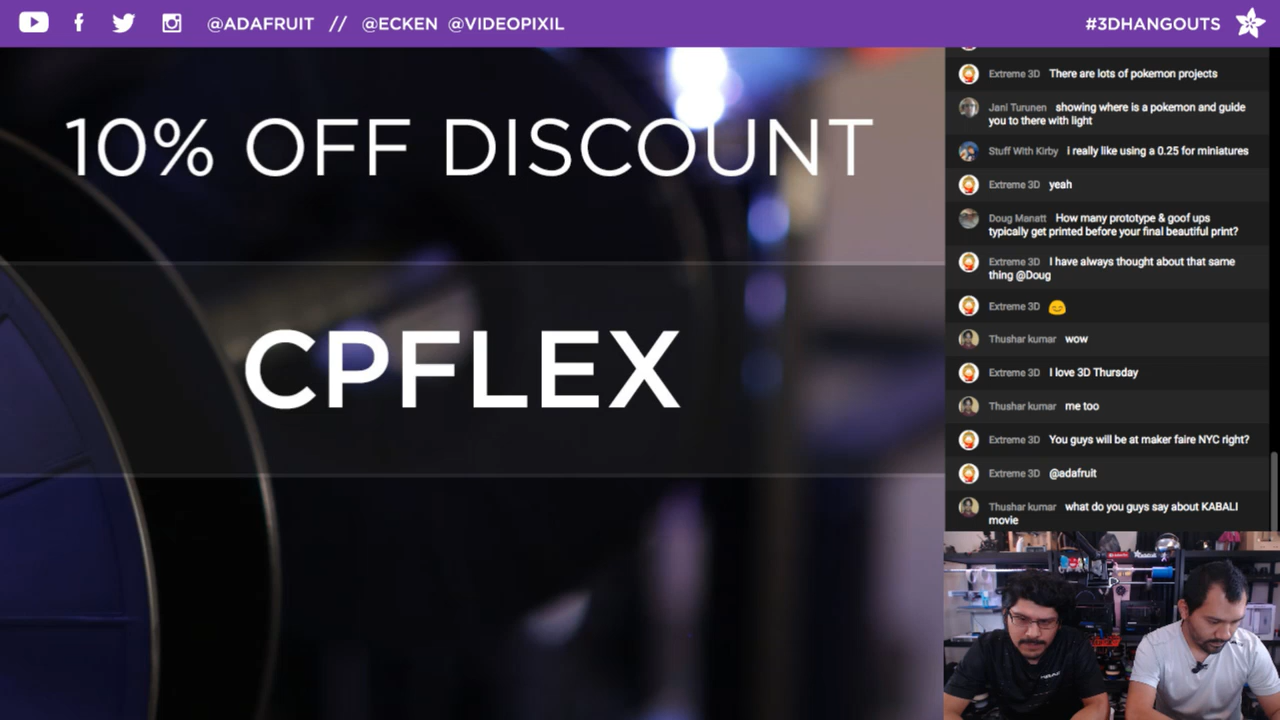 @ADAFRUIT // @ECKEN @VIDEOPIXIL
#3DHANGOUTS
10% OFF DISCOUNT
CPFLEX
Extreme 3D There are lots of pokemon projects
Jani Turunen showing where is a pokemon and guide
you to there with light
Stuff With Kirby i really like using a 0.25 for miniatures
Extreme 3D yeah
Doug Manatt How many prototype & goof ups
typically get printed before your final beautiful print?
Extreme 3D I have always thought about that same
thing @Doug
Extreme 3D 😊
Thushar kumar wow
Extreme 3D I love 3D Thursday
Thushar kumar me too
Extreme 3D You guys will be at maker faire NYC right?
Extreme 3D @adafruit
Thushar kumar what do you guys say about KABALI
movie